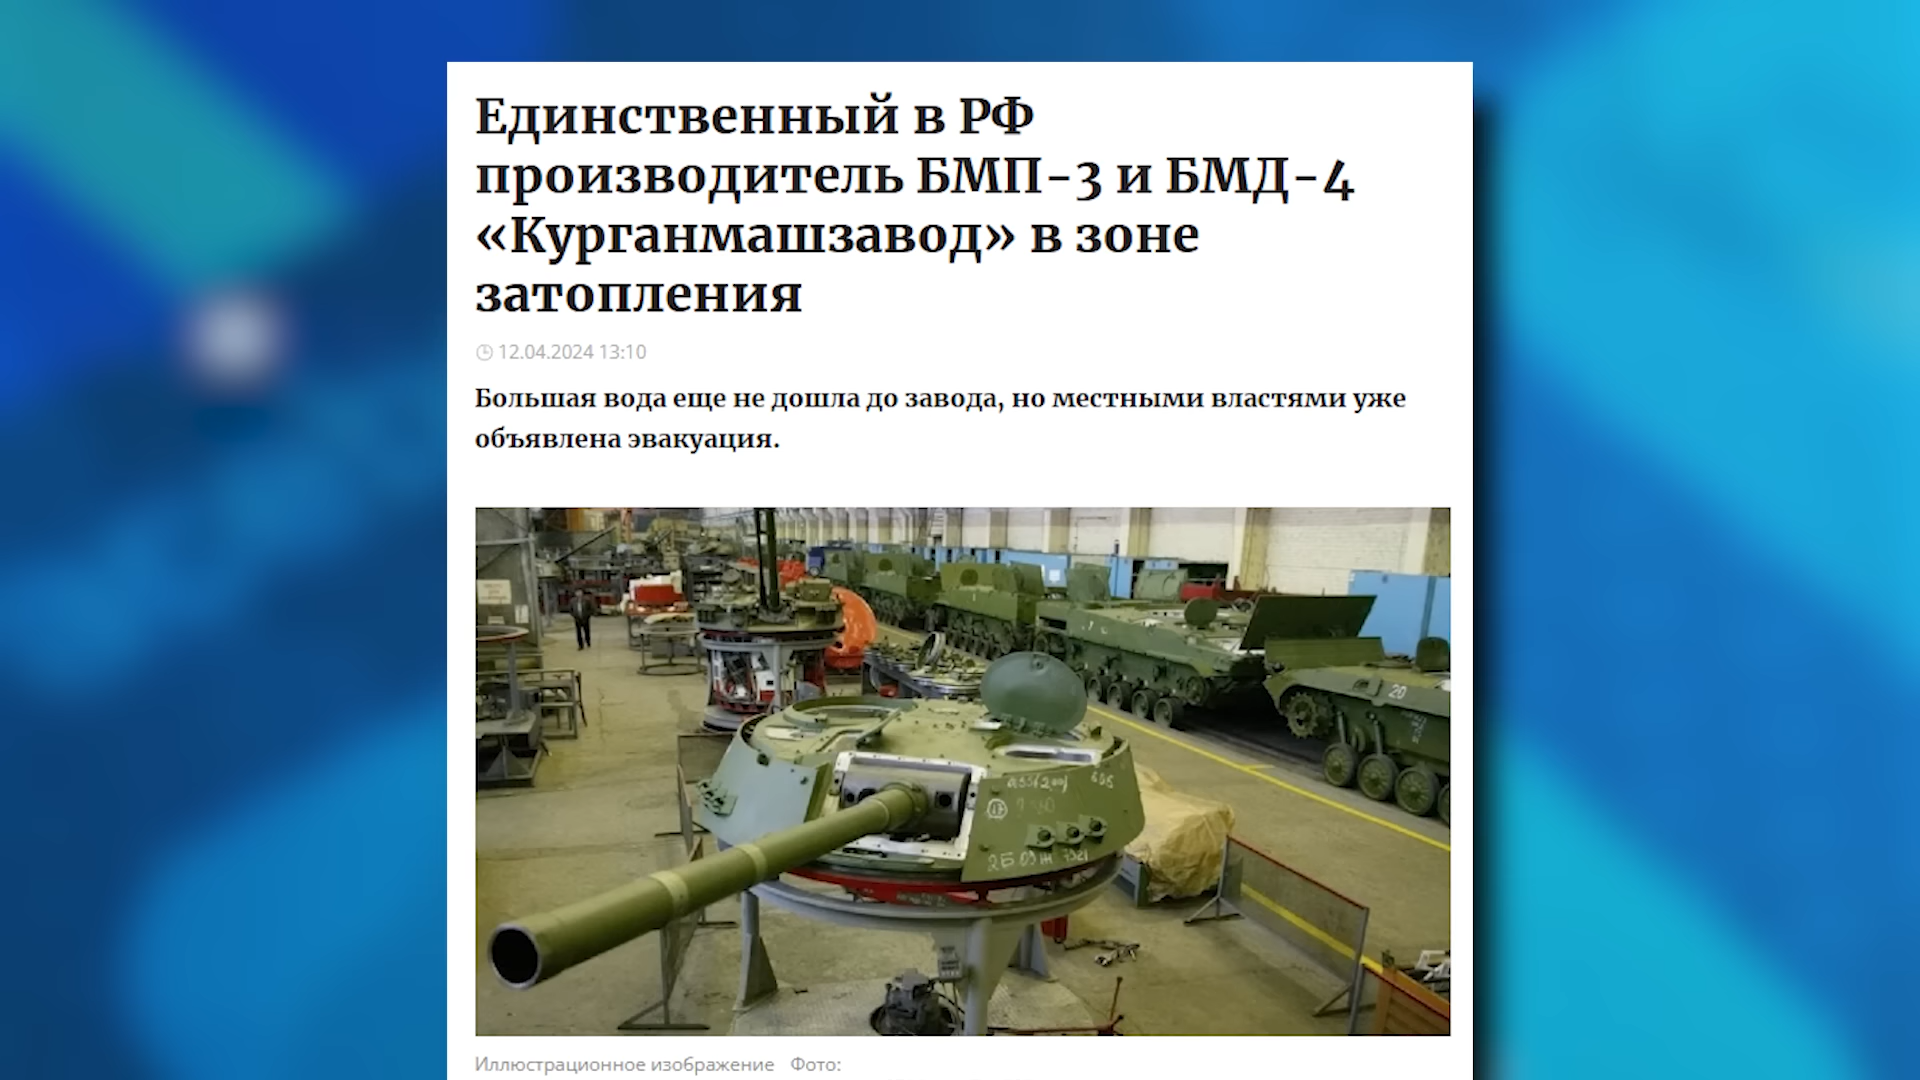 Единственный в РФ
производитель БМП-3 и БМД-4
«Курганмашзавод» в зоне
затопления
12.04.2024 13:10
Большая вода еще не дошла до завода, но местными властями уже
объявлена эвакуация.
20
Иллюстрационное изображение Фото: